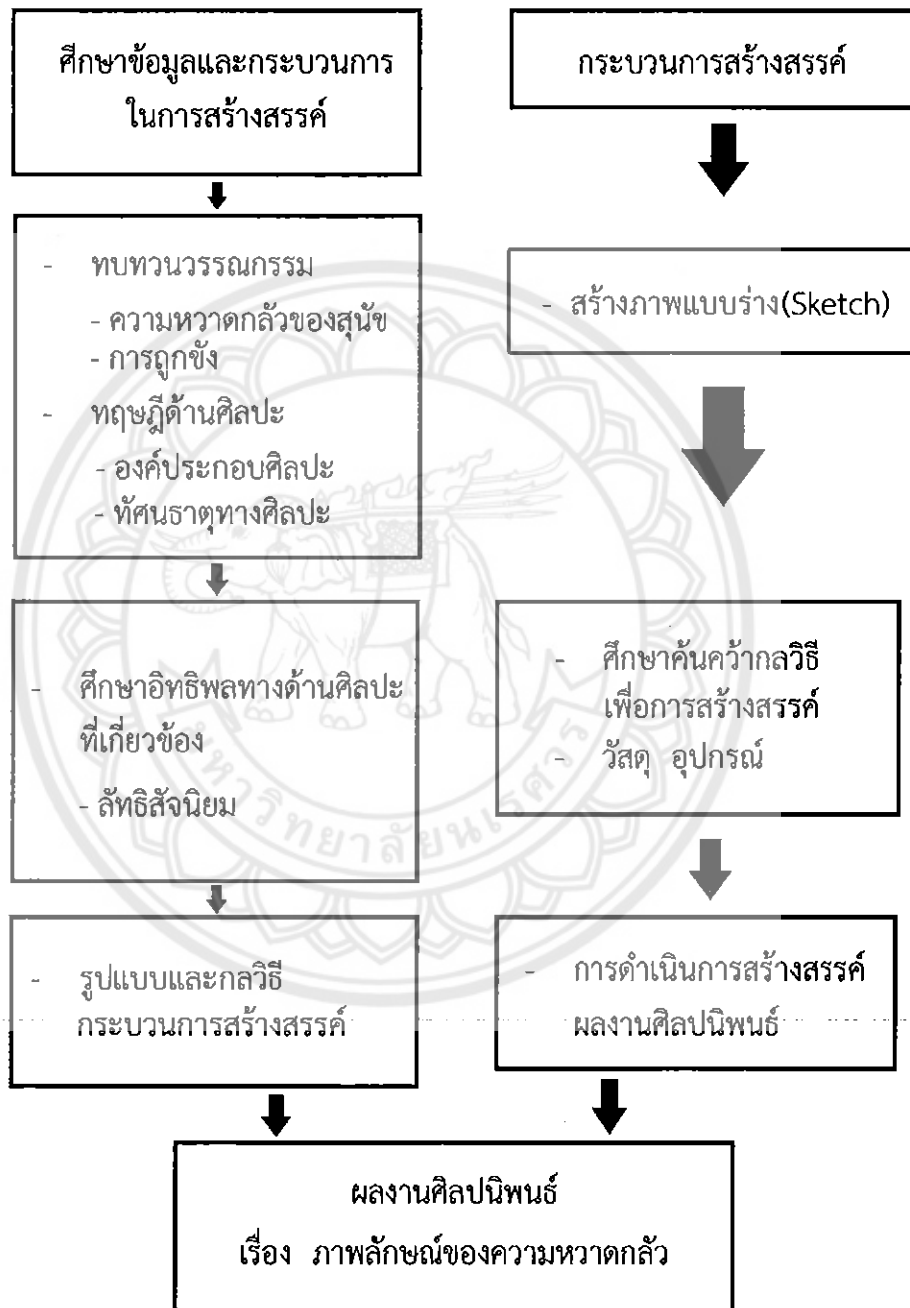 ศึกษาข้อมูลและกระบวนการ
ในการสร้างสรรค์
- ทบทวนวรรณกรรม
- ความหวาดกลัวของสุนัข
- การถูกขัง
- ทฤษฎีด้านศิลปะ
- องค์ประกอบศิลปะ
- ทัศนธาตุทางศิลปะ
- ศึกษาอิทธิพลทางด้านศิลปะ
ที่เกี่ยวข้อง
- ลัทธิสัจนิยม
- รูปแบบและกลวิธี
กระบวนการสร้างสรรค์
กระบวนการสร้างสรรค์
- สร้างภาพแบบร่าง(Sketch)
- ศึกษาค้นคว้ากลวิธี
เพื่อการสร้างสรรค์
- วัสดุ อุปกรณ์
- การดำเนินการสร้างสรรค์
ผลงานศิลปนิพนธ์
ผลงานศิลปนิพนธ์
เรื่อง ภาพลักษณ์ของความหวาดกลัว
มหาวิทยาลัยนเรศวร